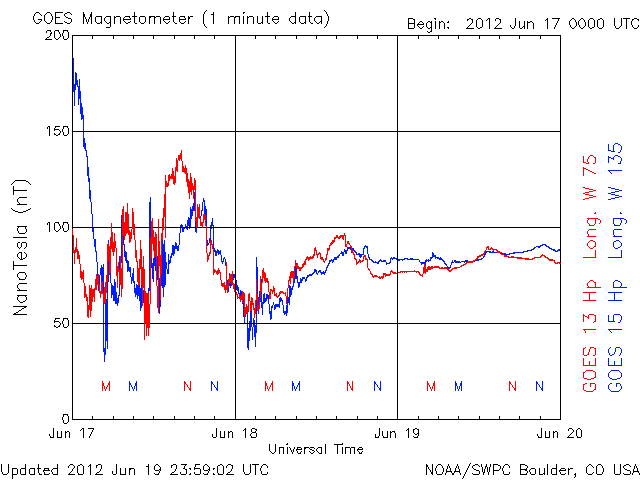 GOES Magnetometer (1 minute data)
Begin: 2012 Jun 17 0000 UTC
200
150
100
50
0
NanoTesla (nT)
M M N N M M N N M M N N
Jun 17 Jun 18 Jun 19 Jun 20
Universal Time
GOES 13 Hp Long. W 75
GOES 15 Hp Long. W 135
Updated 2012 Jun 19 23:59:02 UTC
NOAA/SWPC Boulder, CO USA